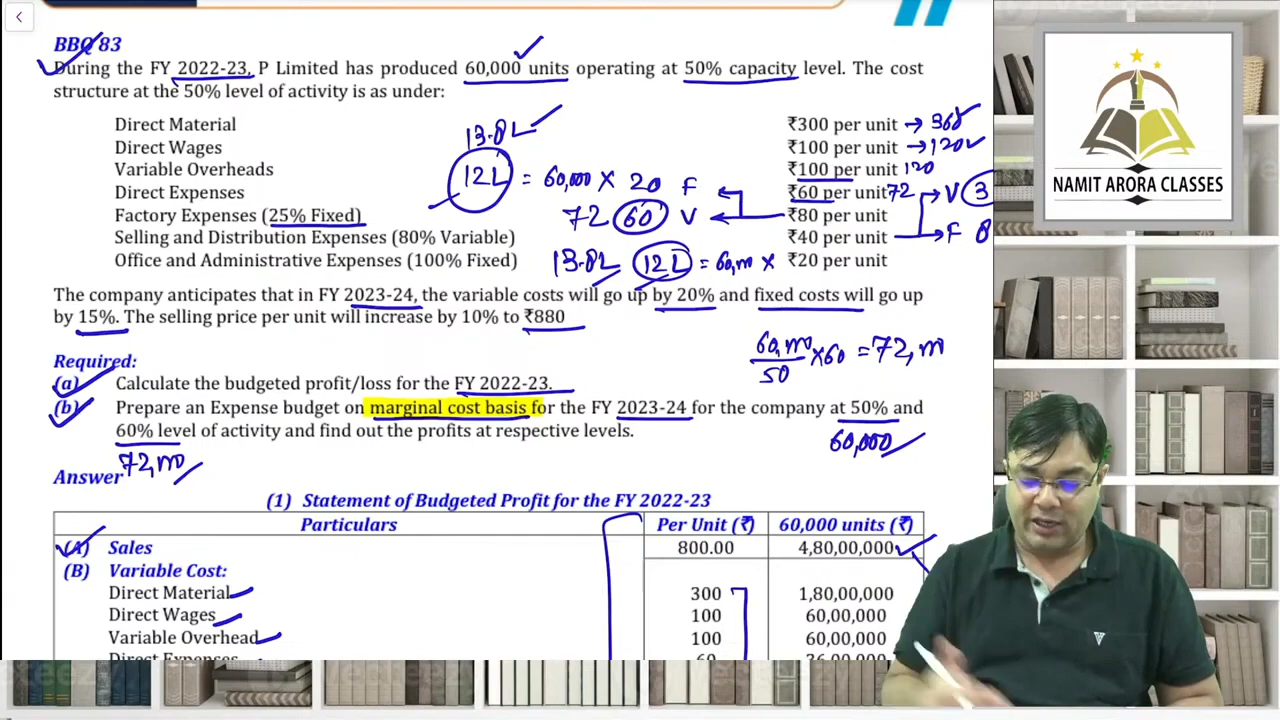 BBQ 83
During the FY 2022-23, P Limited has produced 60,000 units operating at 50% capacity level. The cost
structure at the 50% level of activity is as under:
Direct Material ₹300 per unit → 360
Direct Wages ₹100 per unit → 120
Variable Overheads ₹100 per unit 120
Direct Expenses ₹60 per unit 72
Factory Expenses (25% Fixed) ₹80 per unit
Selling and Distribution Expenses (80% Variable) ₹40 per unit
Office and Administrative Expenses (100% Fixed) ₹20 per unit
13.8L
12L = 60,000 × 20 F
72 60 V
V 3
F 8
13.8L 12L = 60,m ×
The company anticipates that in FY 2023-24, the variable costs will go up by 20% and fixed costs will go up
by 15%. The selling price per unit will increase by 10% to ₹880
60,m/50 ×60 = 72,m
Required:
(a) Calculate the budgeted profit/loss for the FY 2022-23.
(b) Prepare an Expense budget on marginal cost basis for the FY 2023-24 for the company at 50% and
60% level of activity and find out the profits at respective levels.
60,000
72,m
Answer
(1) Statement of Budgeted Profit for the FY 2022-23
Particulars Per Unit (₹) 60,000 units (₹)
(A) Sales 800.00 4,80,00,000
(B) Variable Cost:
Direct Material 300 1,80,00,000
Direct Wages 100 60,00,000
Variable Overhead 100 60,00,000
Direct Expenses 60 36,00,000
NAMIT ARORA CLASSES